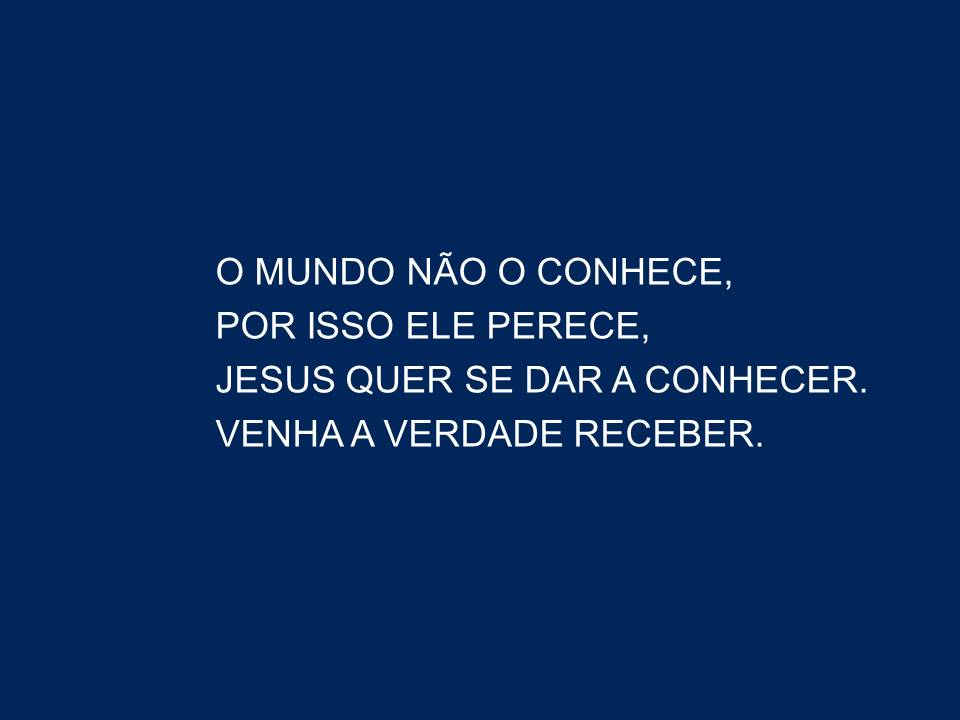 O MUNDO NÃO O CONHECE,
POR ISSO ELE PERECE,
JESUS QUER SE DAR A CONHECER.
VENHA A VERDADE RECEBER.